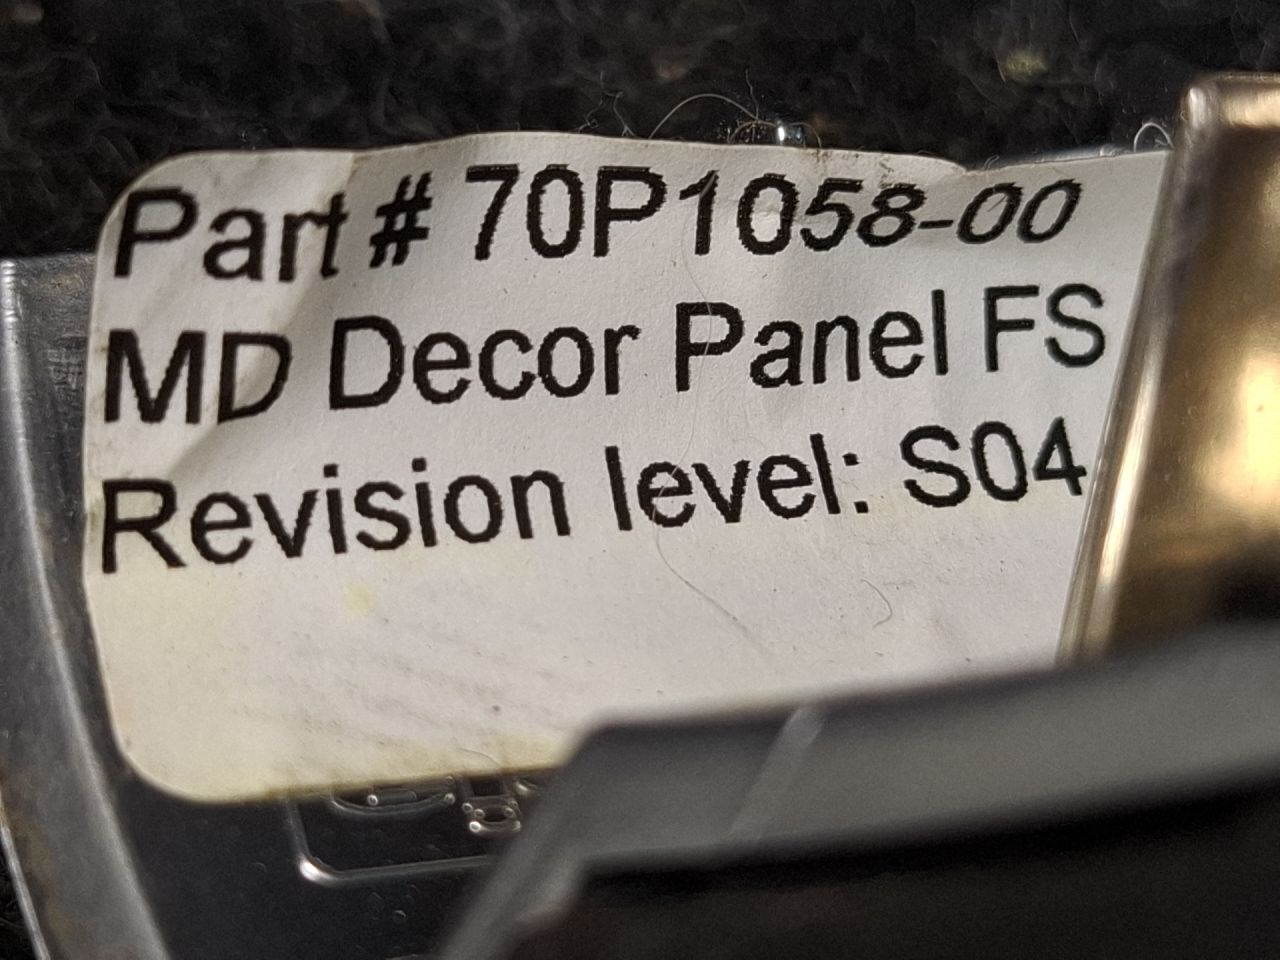 Part # 70P1058-00
MD Decor Panel FS
Revision level: S04